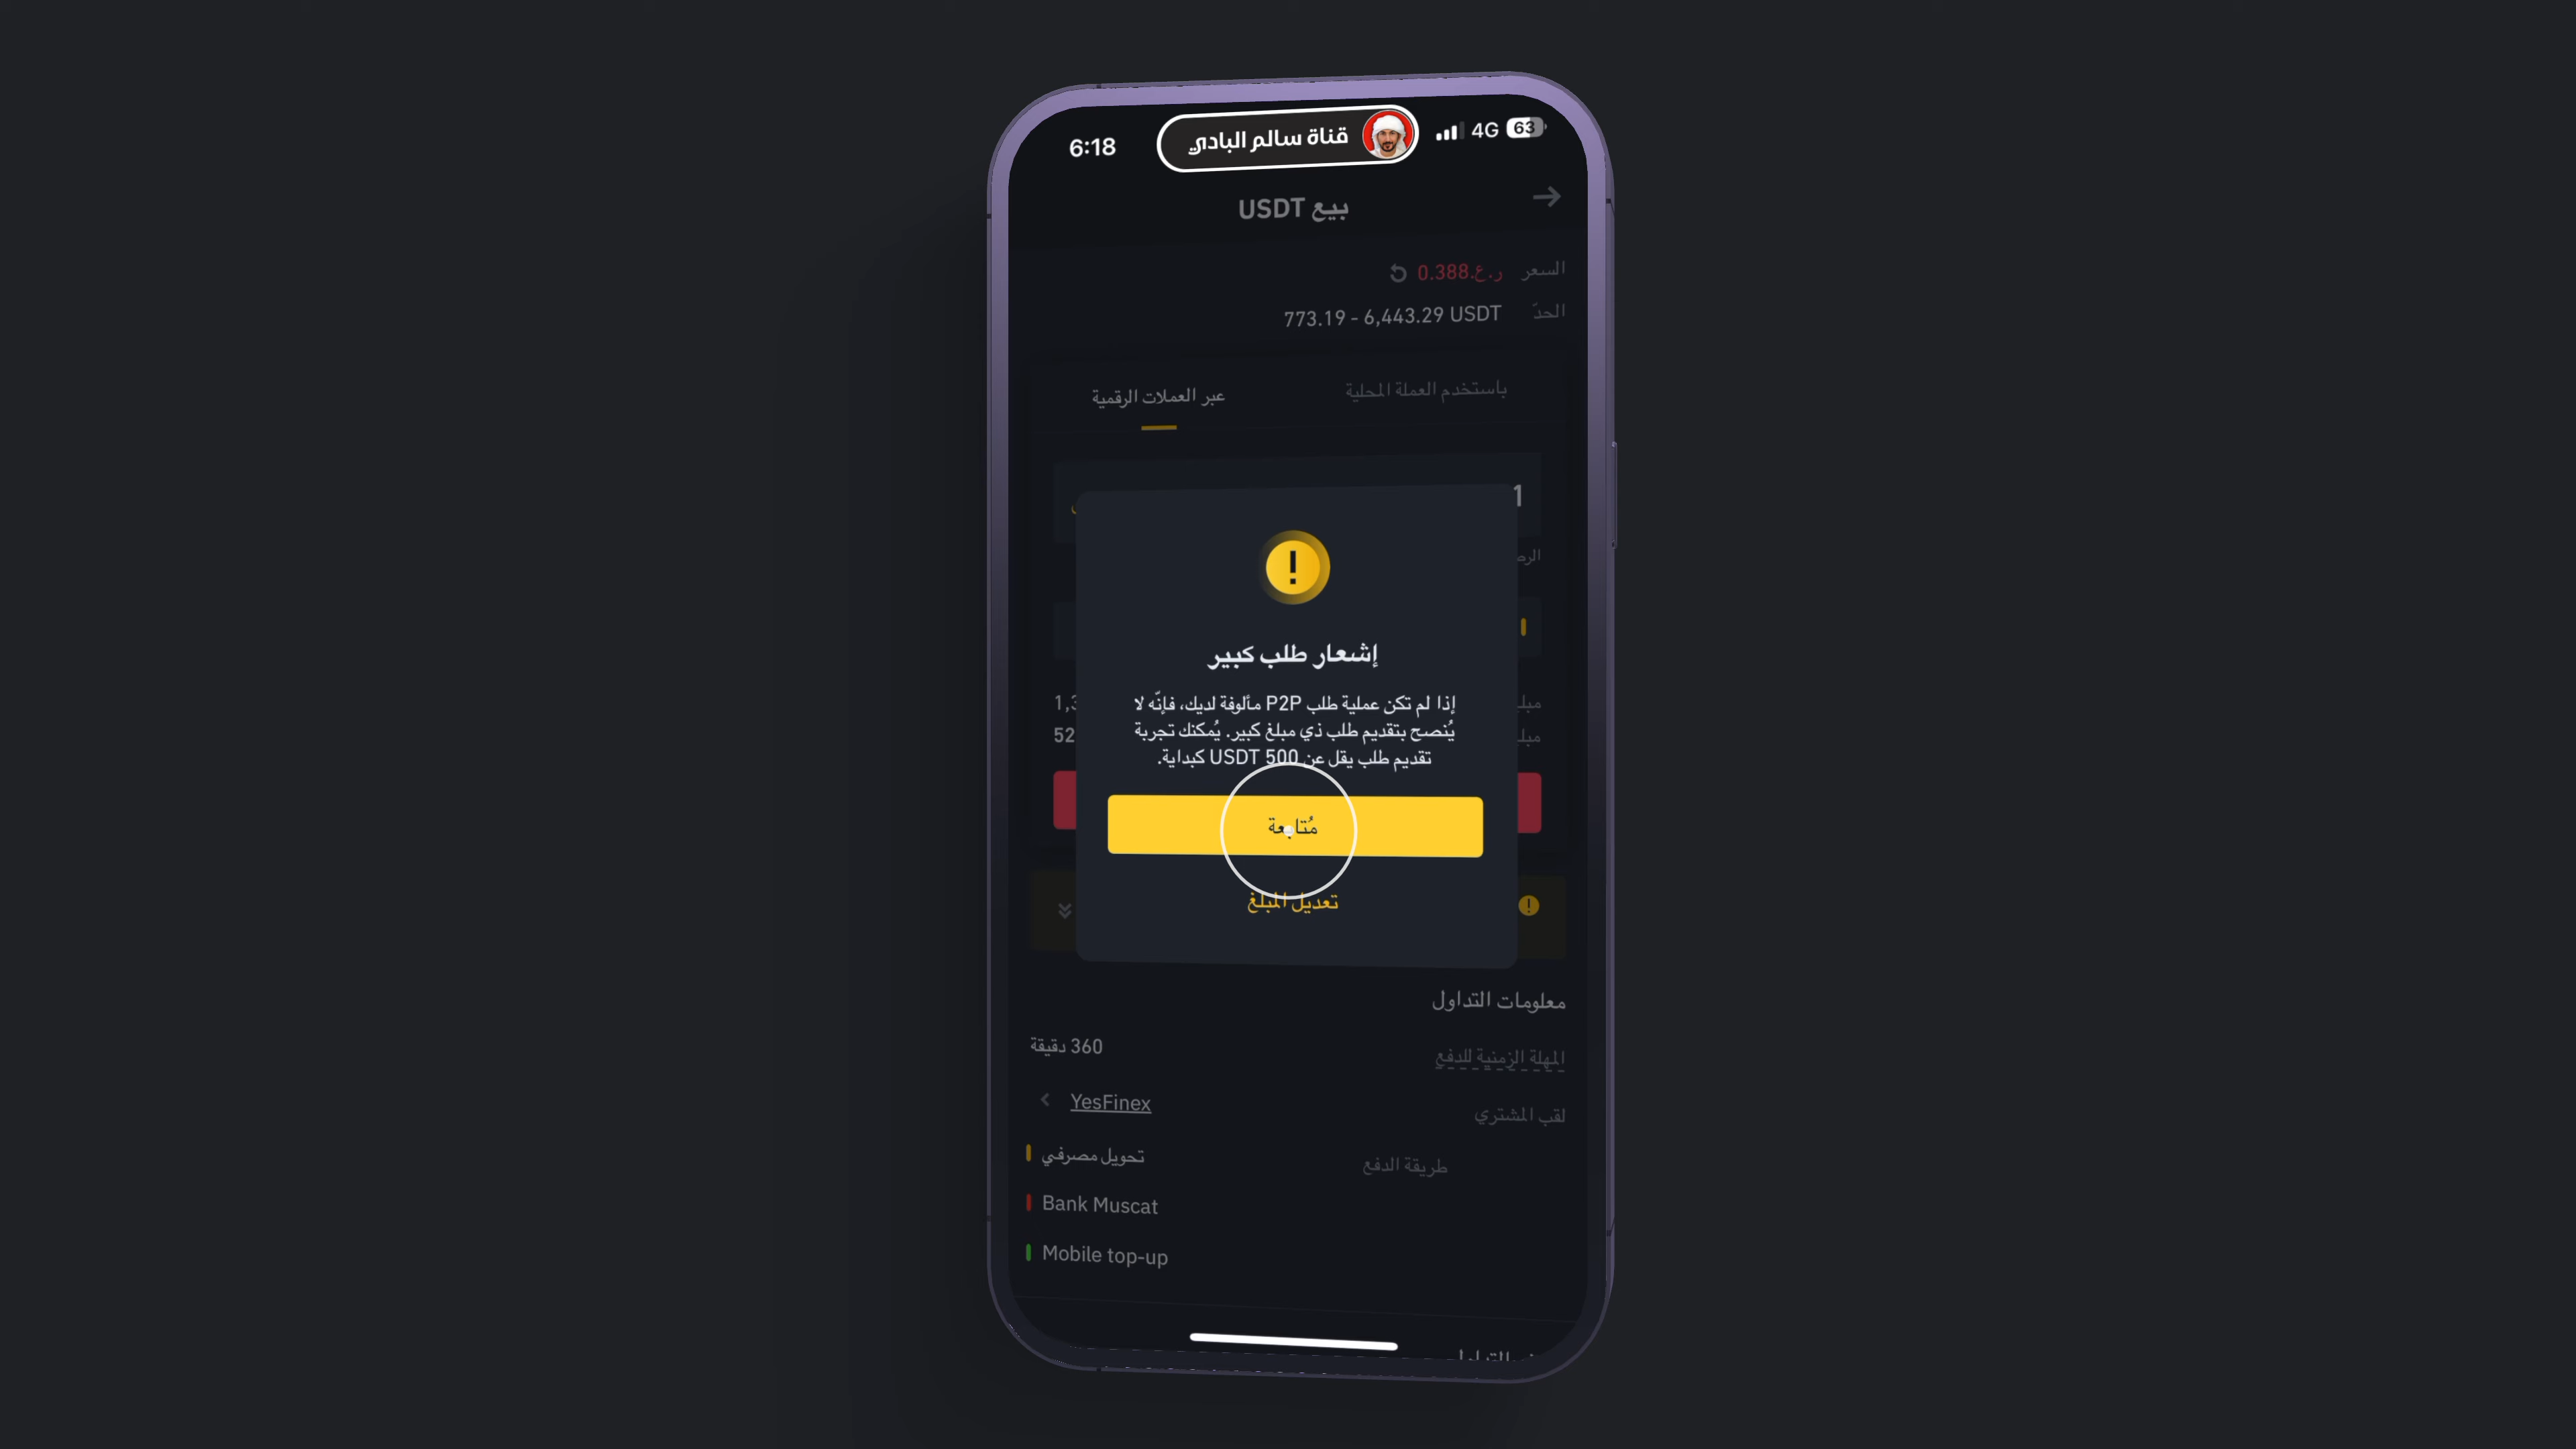 6:18
قناة سالم البادي
4G
63
بيع USDT
السعر ر.ع.0.388
الحدّ 773.19 - 6,443.29 USDT
باستخدم العملة المحلية
عبر العملات الرقمية
1
إشعار طلب كبير
إذا لم تكن عملية طلب P2P مألوفة لديك، فإنّه لا
يُنصح بتقديم طلب ذي مبلغ كبير. يُمكنك تجربة
تقديم طلب يقل عن 500 USDT كبداية.
52
مُتابعة
تعديل المبلغ
معلومات التداول
المهلة الزمنية للدفع 360 دقيقة
لقب المشتري YesFinex
طريقة الدفع تحويل مصرفي
Bank Muscat
Mobile top-up